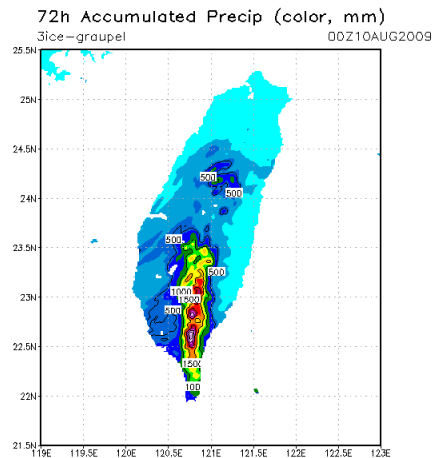 72h Accumulated Precip (color, mm)
3ice-graupel 00Z10AUG2009
25.5N
25N
24.5N
500
24N
500
23.5N
500
500
23N
1000
1500
500
22.5N
1500
22N
100
21.5N
119E 119.5E 120E 120.5E 121E 121.5E 122E 122.5E 123E